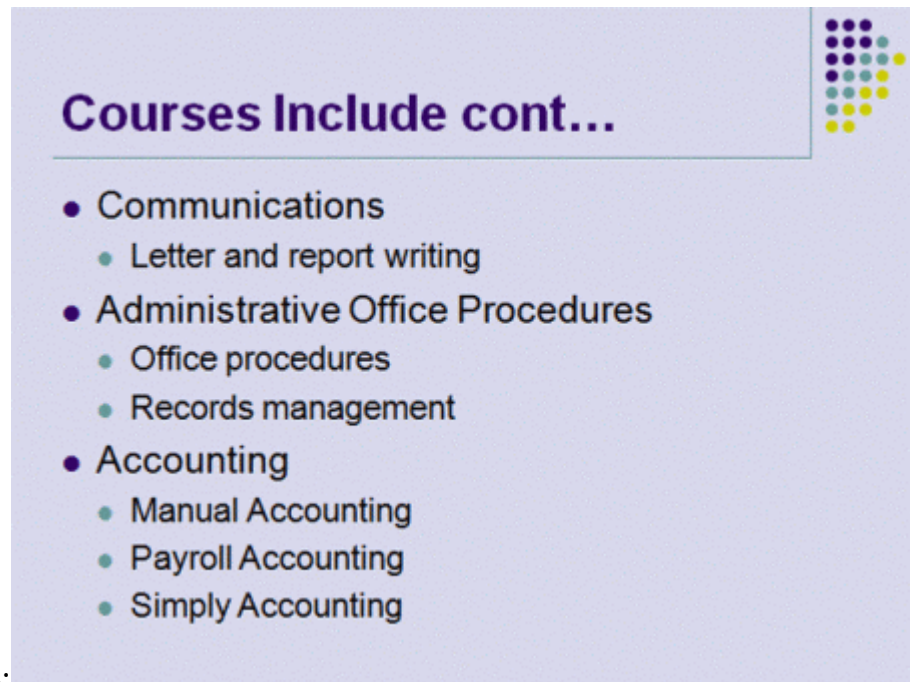 Courses Include cont...
Communications
Letter and report writing
Administrative Office Procedures
Office procedures
Records management
Accounting
Manual Accounting
Payroll Accounting
Simply Accounting